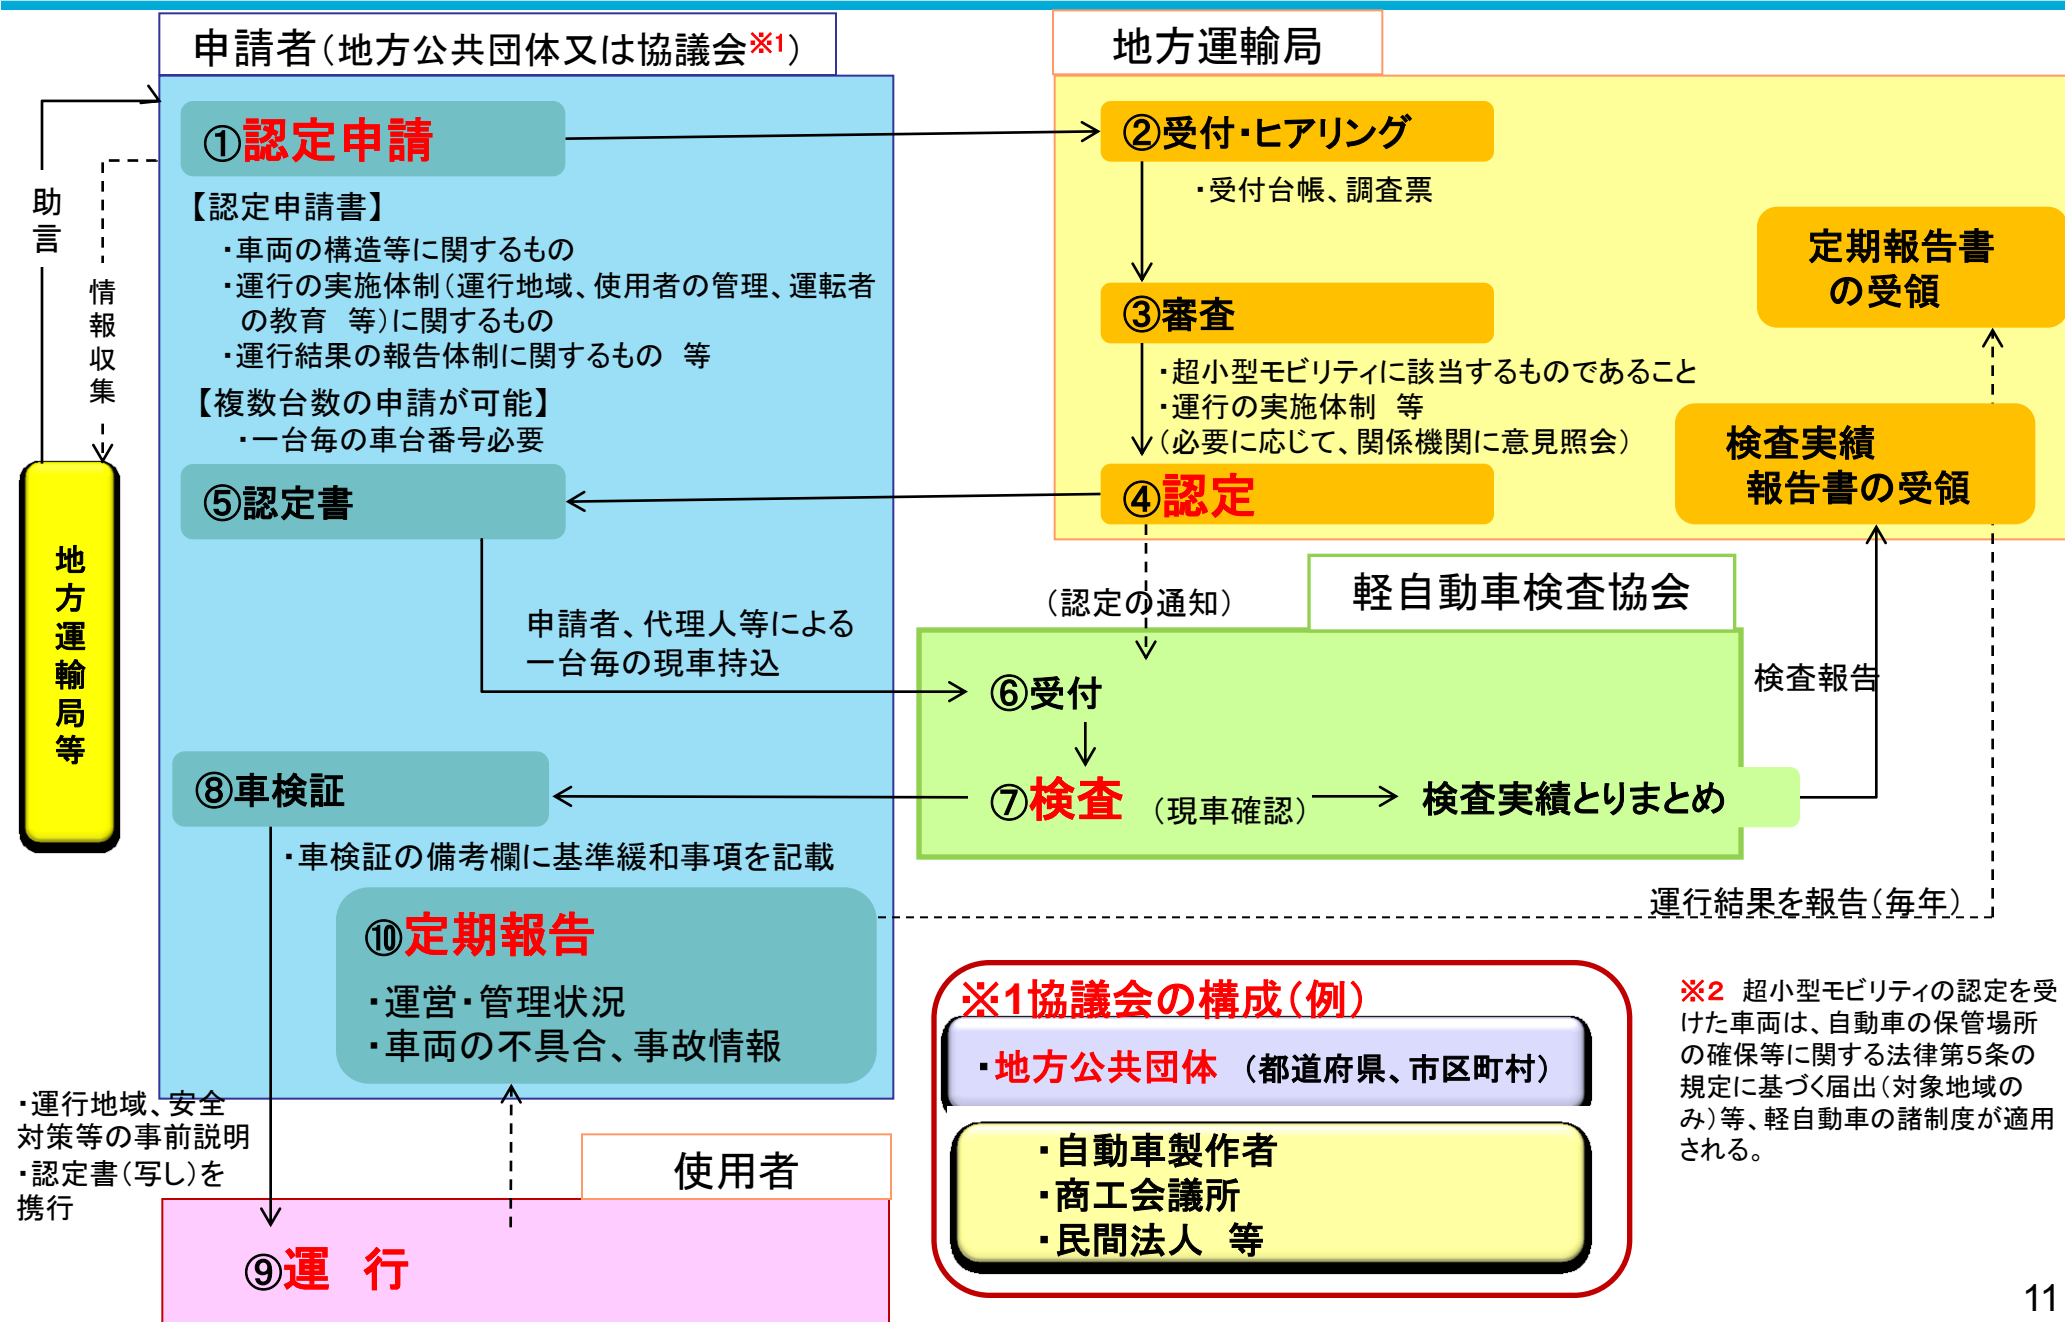 申請者（地方公共団体又は協議会※1）
地方運輸局
①認定申請
【認定申請書】
・車両の構造等に関するもの
・運行の実施体制（運行地域、使用者の管理、運転者
の教育　等）に関するもの
・運行結果の報告体制に関するもの　等
【複数台数の申請が可能】
・一台毎の車台番号必要
助言
情報収集
地方運輸局等
②受付・ヒアリング
・受付台帳、調査票
③審査
・超小型モビリティに該当するものであること
・運行の実施体制　等
（必要に応じて、関係機関に意見照会）
④認定
定期報告書
の受領
検査実績
報告書の受領
⑤認定書
申請者、代理人等による
一台毎の現車持込
（認定の通知）
軽自動車検査協会
⑥受付
⑦検査　（現車確認）
検査実績とりまとめ
検査報告
⑧車検証
・車検証の備考欄に基準緩和事項を記載
運行結果を報告（毎年）
⑩定期報告
・運営・管理状況
・車両の不具合、事故情報
・運行地域、安全
対策等の事前説明
・認定書（写し）を
携行
使用者
⑨運　行
※1協議会の構成（例）
・地方公共団体　（都道府県、市区町村）
・自動車製作者
・商工会議所
・民間法人　等
※2　超小型モビリティの認定を受
けた車両は、自動車の保管場所
の確保等に関する法律第5条の
規定に基づく届出（対象地域の
み）等、軽自動車の諸制度が適用
される。
11